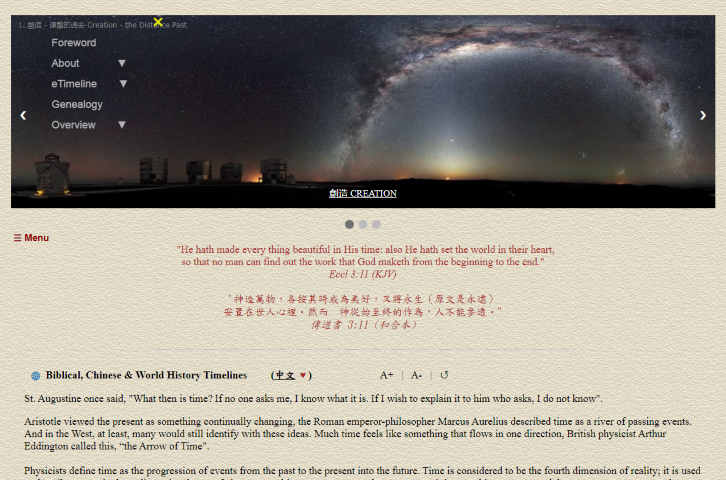 1. 創造 - 遠離的過去 Creation - the Distance Past
Foreword
About ▼
eTimeline ▼
Genealogy
Overview ▼
創造 CREATION
☰ Menu
"He hath made every thing beautiful in His time: also He hath set the world in their heart,
so that no man can find out the work that God maketh from the beginning to the end."
Eccl 3:11 (KJV)
"神造萬物，各按其時成為美好，又將永生（原文是永遠）
安置在世人心裡。然而　神從始至終的作為，人不能參透。"
傳道書 3:11（和合本）
Biblical, Chinese & World History Timelines (中文 ♥)
A+ | A- | ↺
St. Augustine once said, "What then is time? If no one asks me, I know what it is. If I wish to explain it to him who asks, I do not know".
Aristotle viewed the present as something continually changing, the Roman emperor-philosopher Marcus Aurelius described time as a river of passing events.
And in the West, at least, many would still identify with these ideas. Much time feels like something that flows in one direction, British physicist Arthur
Eddington called this, “the Arrow of Time".
Physicists define time as the progression of events from the past to the present into the future. Time is considered to be the fourth dimension of reality; it is used